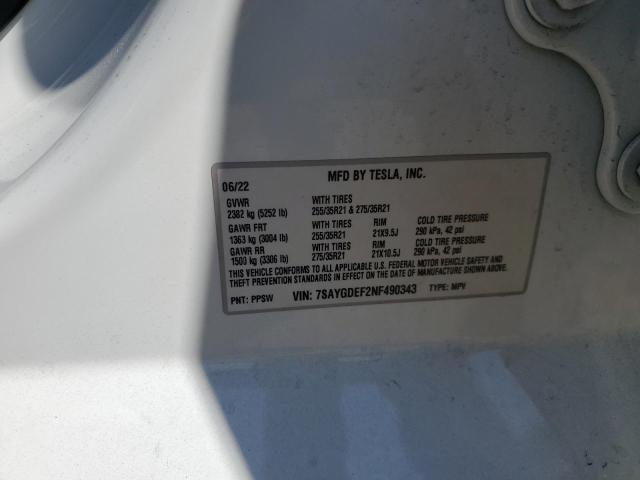 MFD BY TESLA, INC.
06/22
GVWR WITH TIRES
2382 kg (5252 lb) 255/35R21 & 275/35R21
GAWR FRT WITH TIRES RIM COLD TIRE PRESSURE
1363 kg (3004 lb) 255/35R21 21X9.5J 290 kPa, 42 psi
GAWR RR WITH TIRES RIM COLD TIRE PRESSURE
1500 kg (3306 lb) 275/35R21 21X10.5J 290 kPa, 42 psi
THIS VEHICLE CONFORMS TO ALL APPLICABLE U.S. FEDERAL MOTOR VEHICLE SAFETY AND
THEFT PREVENTION STANDARDS IN EFFECT ON THE DATE OF MANUFACTURE SHOWN ABOVE.
PNT: PPSW VIN: 7SAYGDEF2NF490343 TYPE: MPV